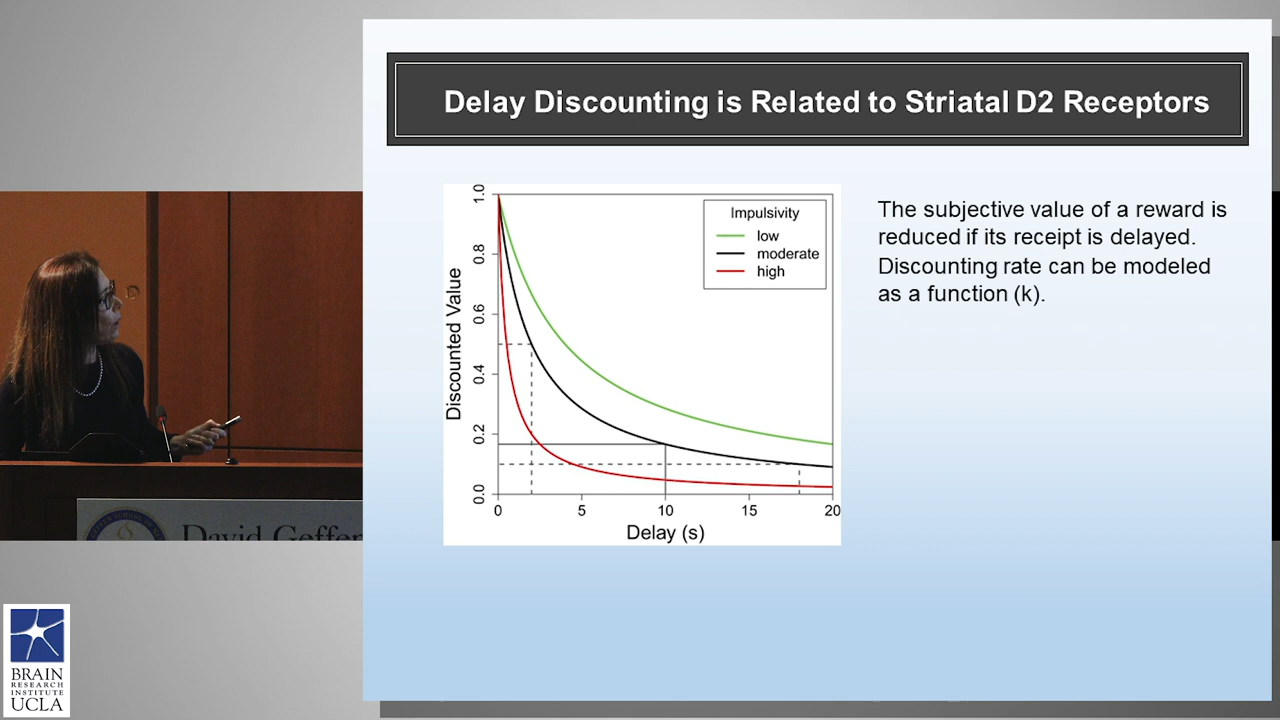 Delay Discounting is Related to Striatal D2 Receptors
The subjective value of a reward is
reduced if its receipt is delayed.
Discounting rate can be modeled
as a function (k).
Impulsivity
low
moderate
high
Discounted Value
1.0
0.8
0.6
0.4
0.2
0.0
0 5 10 15 20
Delay (s)
David Geffen
BRAIN
RESEARCH
INSTITUTE
UCLA